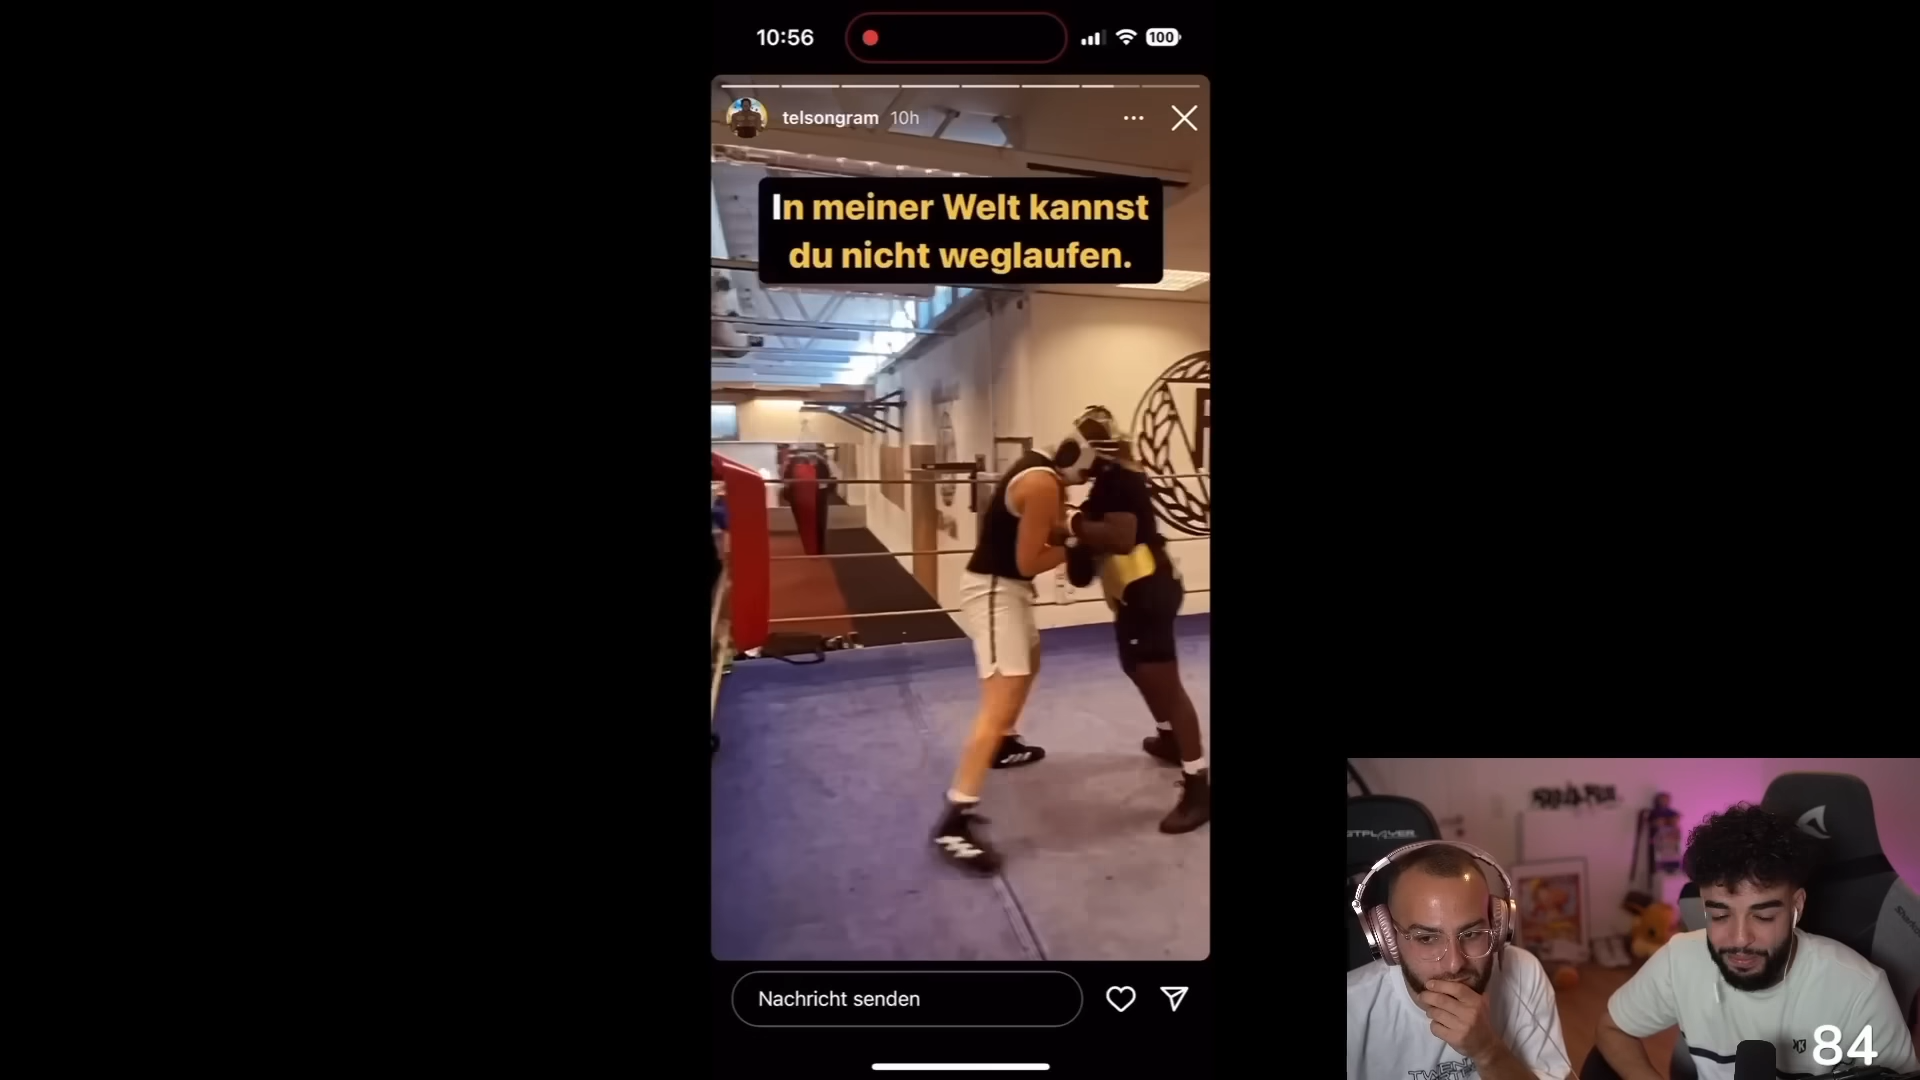 10:56
100
telsongram 10h
In meiner Welt kannst
du nicht weglaufen.
Nachricht senden
84